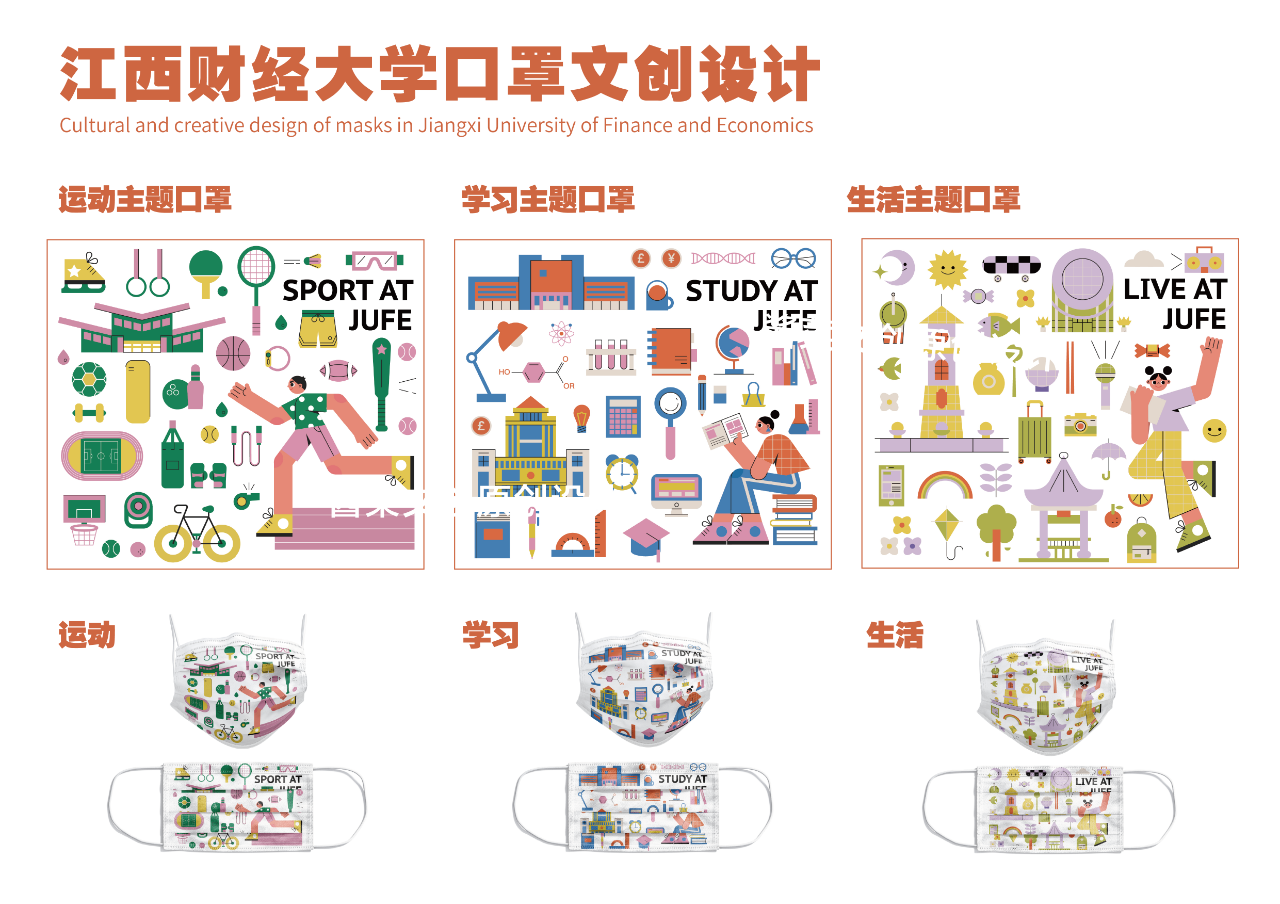 江西财经大学口罩文创设计
Cultural and creative design of masks in Jiangxi University of Finance and Economics
运动主题口罩
学习主题口罩
生活主题口罩
SPORT AT
JUFE
STUDY AT
JUFE
LIVE AT
JUFE
£
¥
HO
O
OR
£
运动
学习
生活
SPORT AT
JUFE
STUDY AT
JUFE
LIVE AT
JUFE
SPORT AT
JUFE
STUDY AT
JUFE
LIVE AT
JUFE